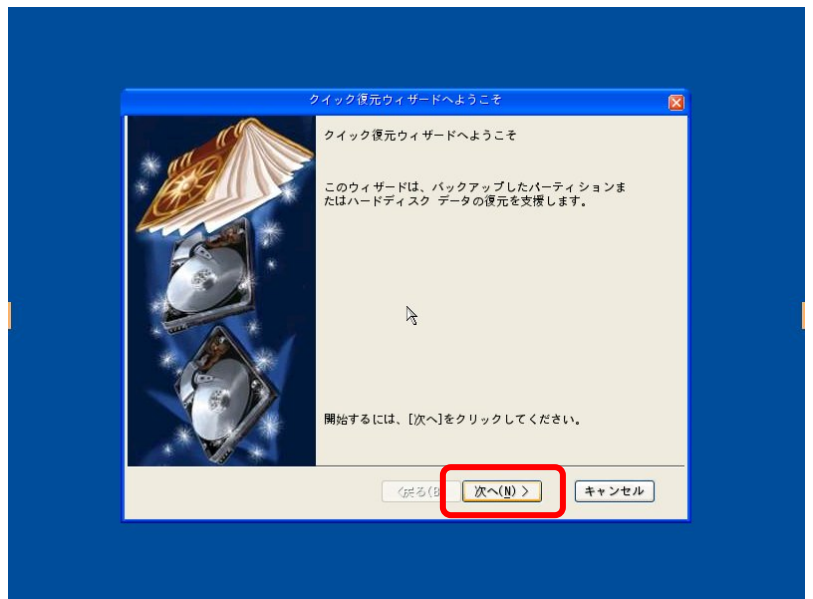 クイック復元ウィザードへようこそ
クイック復元ウィザードへようこそ
このウィザードは、バックアップしたパーティションま
たはハードディスク データの復元を支援します。
開始するには、[次へ]をクリックしてください。
<戻る(B 次へ(N) > キャンセル